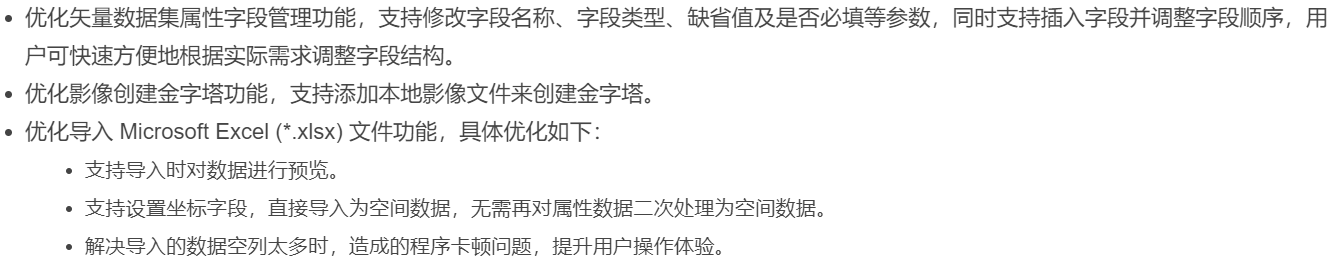 优化矢量数据集属性字段管理功能，支持修改字段名称、字段类型、缺省值及是否必填等参数，同时支持插入字段并调整字段顺序，用
户可快速方便地根据实际需求调整字段结构。
优化影像创建金字塔功能，支持添加本地影像文件来创建金字塔。
优化导入 Microsoft Excel (*.xlsx) 文件功能，具体优化如下：
支持导入时对数据进行预览。
支持设置坐标字段，直接导入为空间数据，无需再对属性数据二次处理为空间数据。
解决导入的数据空列太多时，造成的程序卡顿问题，提升用户操作体验。